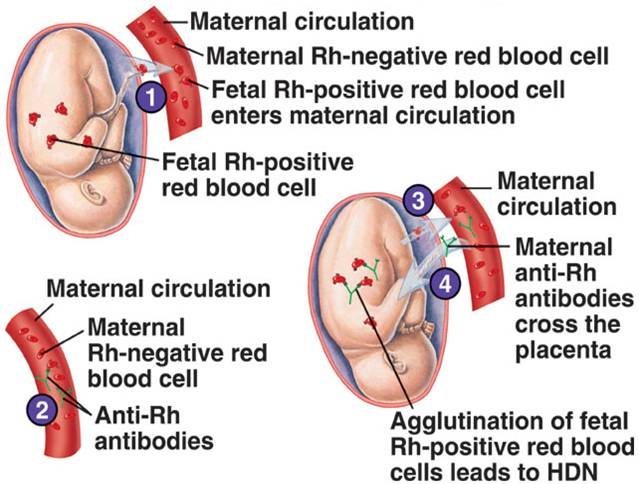 Maternal circulation
Maternal Rh-negative red blood cell
Fetal Rh-positive red blood cell
enters maternal circulation
1
Fetal Rh-positive
red blood cell
Maternal circulation
Maternal
Rh-negative red
blood cell
2
Anti-Rh
antibodies
3
Maternal
circulation
4
Maternal
anti-Rh
antibodies
cross the
placenta
Agglutination of fetal
Rh-positive red blood
cells leads to HDN